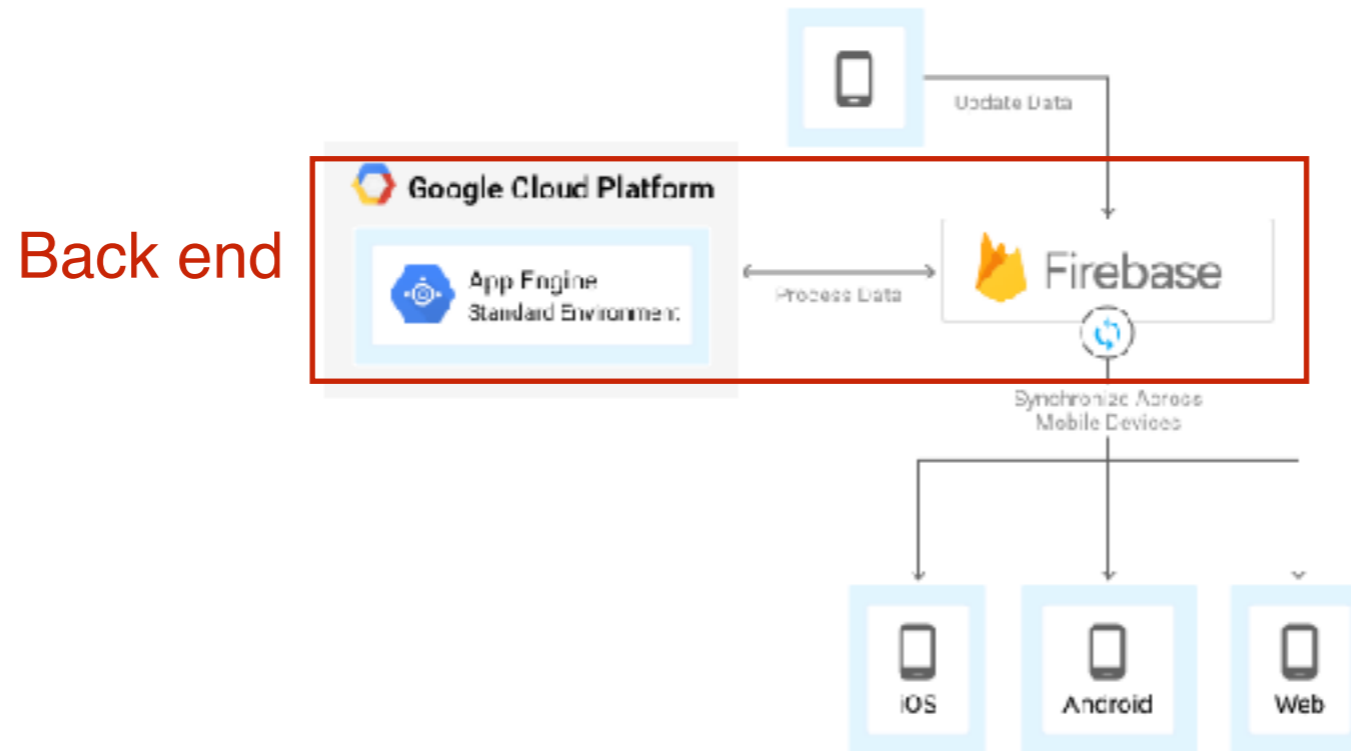 Update Data
Google Cloud Platform
Back end
App Engine
Standard Environment
Process Data
Firebase
Synchronize Across
Mobile Devices
iOS
Android
Web